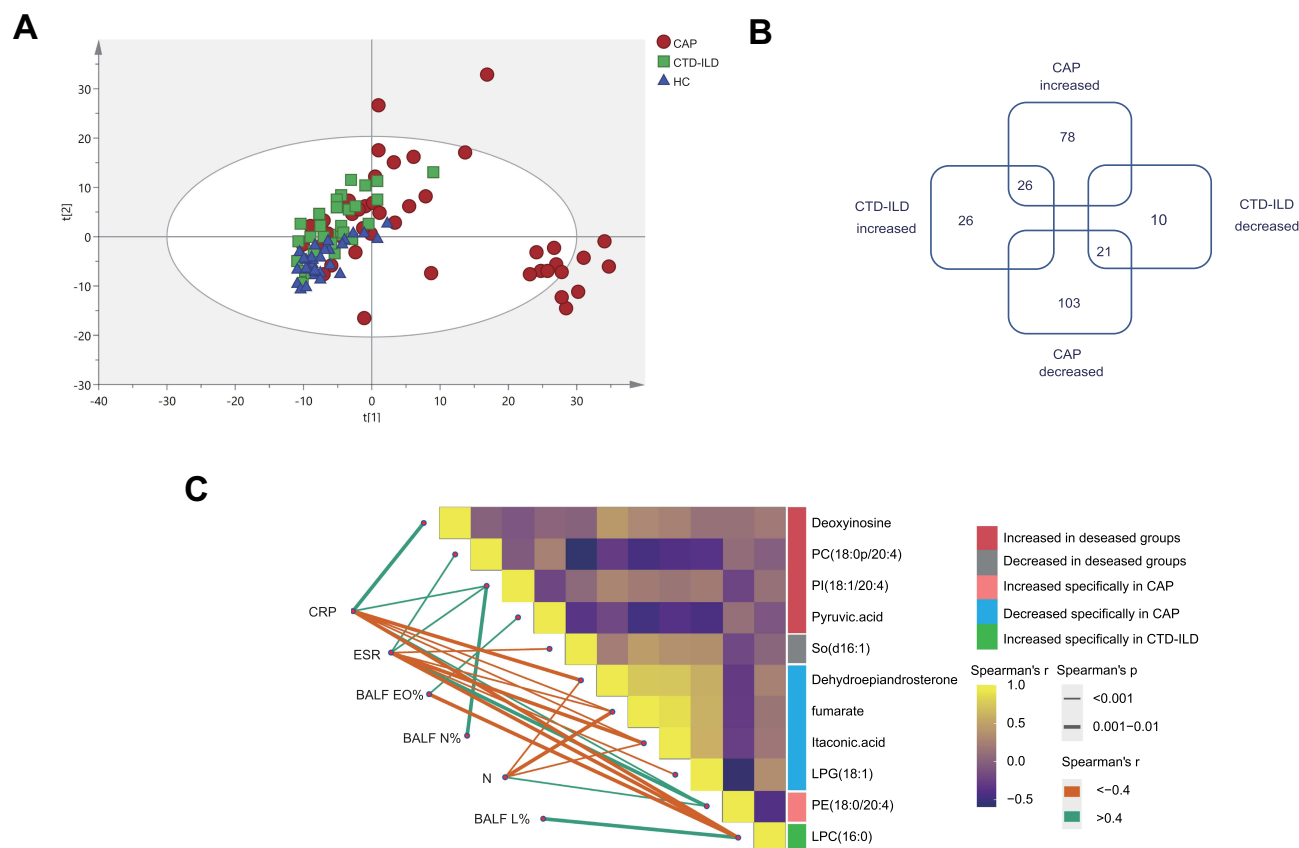 A
B
CAP
CTD-ILD
HC
30
20
10
0
-10
-20
-30
-40
-30
-20
-10
0
10
20
30
t[2]
t[1]
CAP
increased
78
26
CTD-ILD
increased
26
10
CTD-ILD
decreased
21
103
CAP
decreased
C
CRP
ESR
BALF EO%
BALF N%
N
BALF L%
Deoxyinosine
PC(18:0p/20:4)
PI(18:1/20:4)
Pyruvic.acid
So(d16:1)
Dehydroepiandrosterone
fumarate
Itaconic.acid
LPG(18:1)
PE(18:0/20:4)
LPC(16:0)
Increased in deseased groups
Decreased in deseased groups
Increased specifically in CAP
Decreased specifically in CAP
Increased specifically in CTD-ILD
Spearman's r
1.0
0.5
0.0
−0.5
Spearman's p
<0.001
0.001−0.01
Spearman's r
<−0.4
>0.4